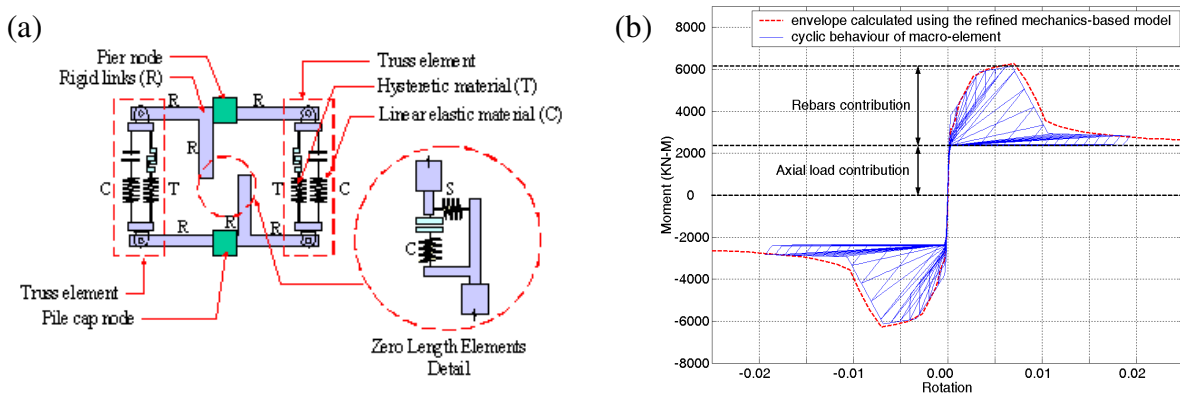 (a)
Pier node
Rigid links (R)
Truss element
Hysteretic material (T)
Linear elastic material (C)
R
R
R
C
T
T
C
R
R
R
S
C
Truss element
Pile cap node
Zero Length Elements
Detail
(b)
envelope calculated using the refined mechanics-based model
cyclic behaviour of macro-element
Moment (KN-M)
8000
6000
4000
2000
0
-2000
-4000
-6000
-8000
Rebars contribution
Axial load contribution
-0.02
-0.01
0.00
0.01
0.02
Rotation